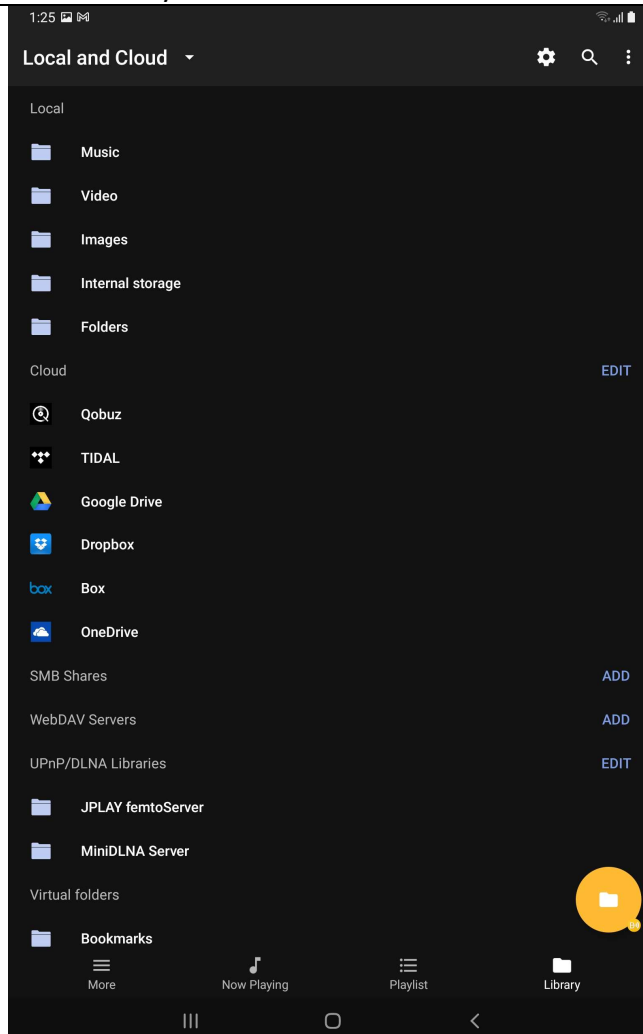 1:25
Local and Cloud
Local
Music
Video
Images
Internal storage
Folders
Cloud EDIT
Qobuz
TIDAL
Google Drive
Dropbox
box Box
OneDrive
SMB Shares ADD
WebDAV Servers ADD
UPnP/DLNA Libraries EDIT
JPLAY femtoServer
MiniDLNA Server
Virtual folders
Bookmarks
More Now Playing Playlist Library